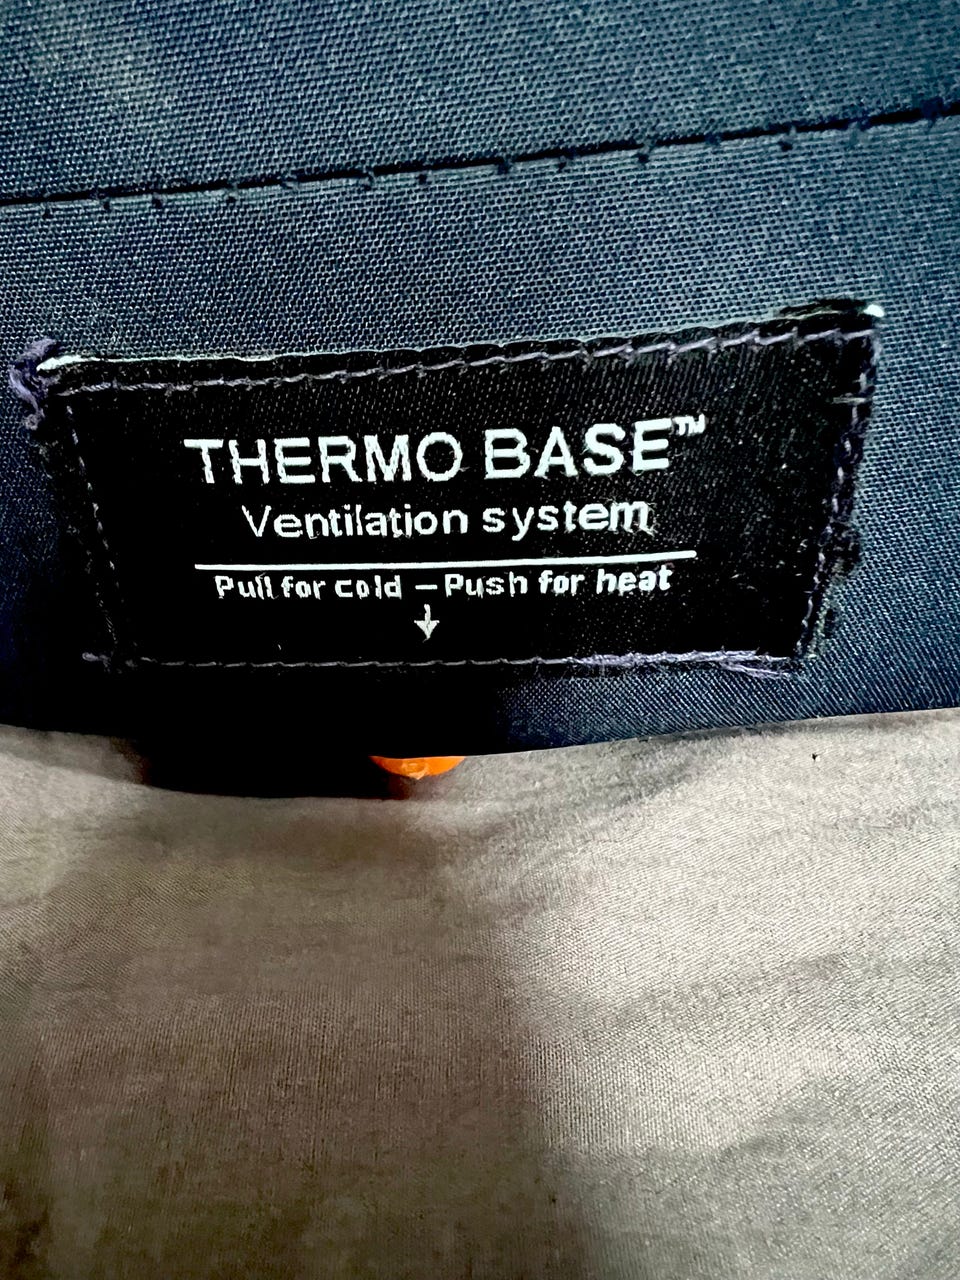 THERMO BASE™
Ventilation system
Pull for cold – Push for heat